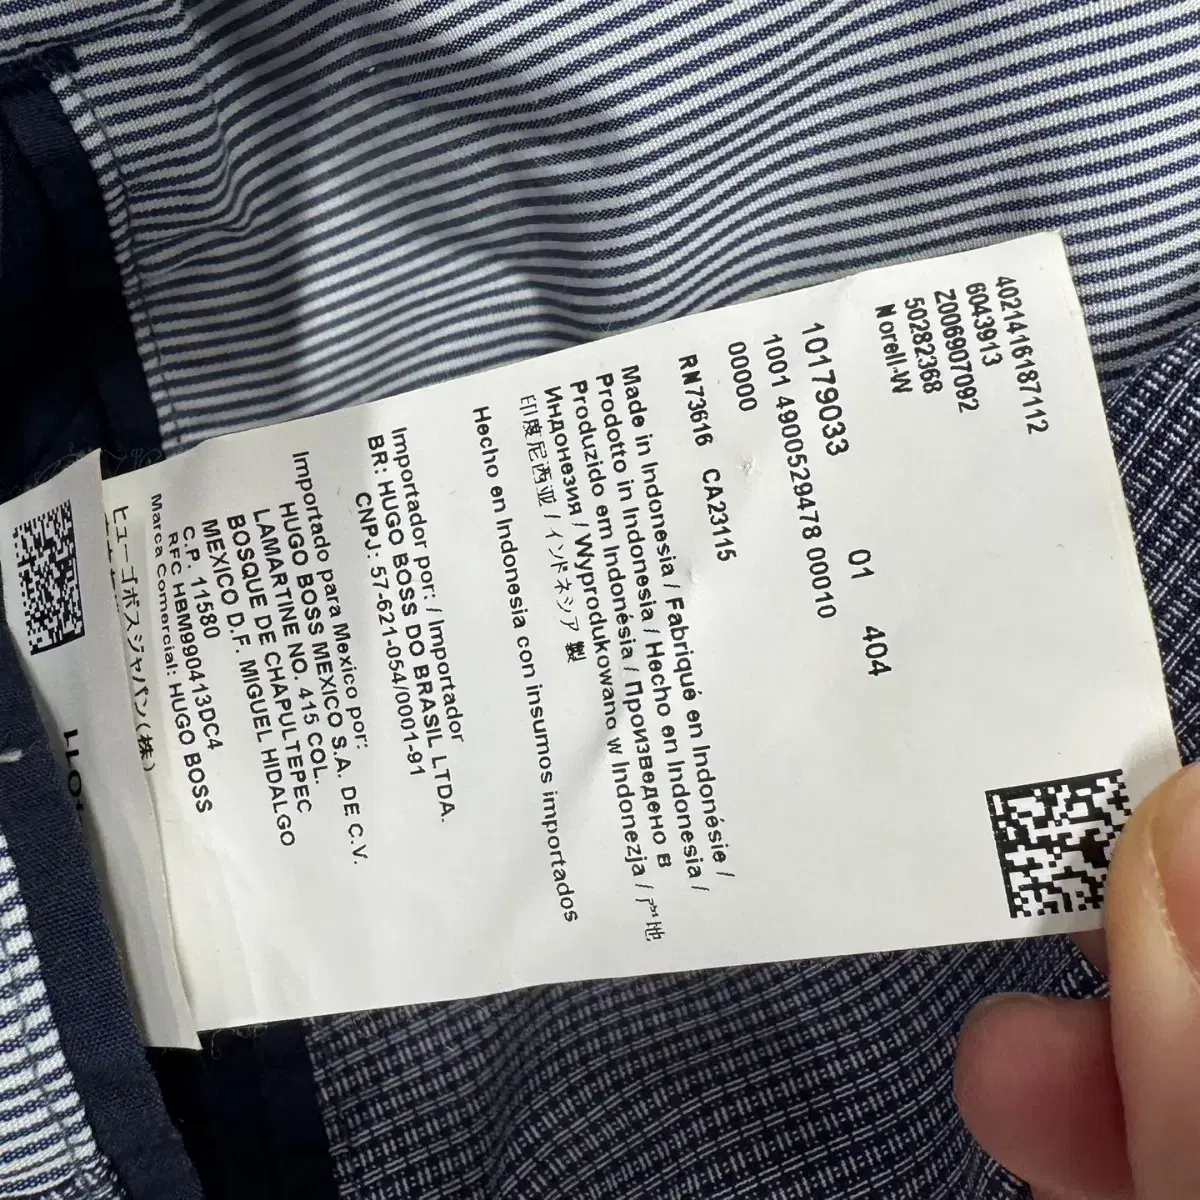 4021416187112
6043913
Z006907092
50282368
Norell-W
10179033 01 404
1001 4900529478 00010
00000
RN73616 CA23115
Made in Indonesia / Fabriqué en Indonésie /
Prodotto in Indonesia / Hecho en Indonesia /
Produzido em Indonésia / Произведено в
Индонезия / Wyprodukowano w Indonezja / 产地
印度尼西亚 / インドネシア製
Hecho en Indonesia con insumos importados
Importador por: / Importador
BR: HUGO BOSS DO BRASIL LTDA.
CNPJ: 57-621-054/0001-91
Importado para Mexico por:
HUGO BOSS MEXICO S.A. DE C.V.
LAMARTINE NO. 415 COL.
BOSQUE DE CHAPULTEPEC
MEXICO D.F. MIGUEL HIDALGO
C.P. 11580
RFC HBM990413DC4
Marca Comercial: HUGO BOSS
ヒューゴボスジャパン(株)